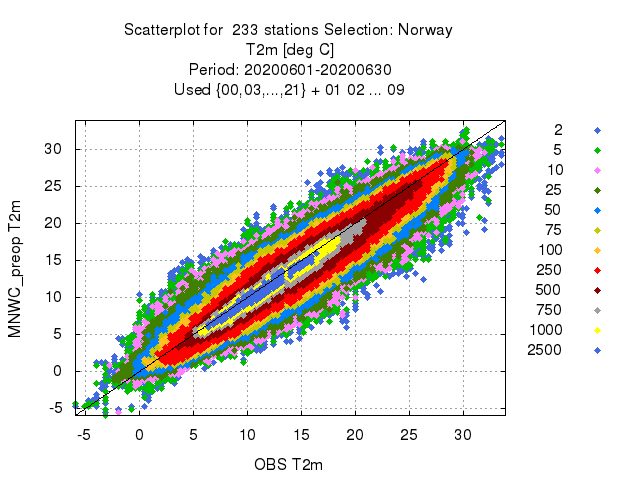 Scatterplot for 233 stations Selection: Norway
T2m [deg C]
Period: 20200601-20200630
Used {00,03,...,21} + 01 02 ... 09
MNWC_preop T2m
30
25
20
15
10
5
0
-5
-5 0 5 10 15 20 25 30
OBS T2m
2
5
10
25
50
75
100
250
500
750
1000
2500